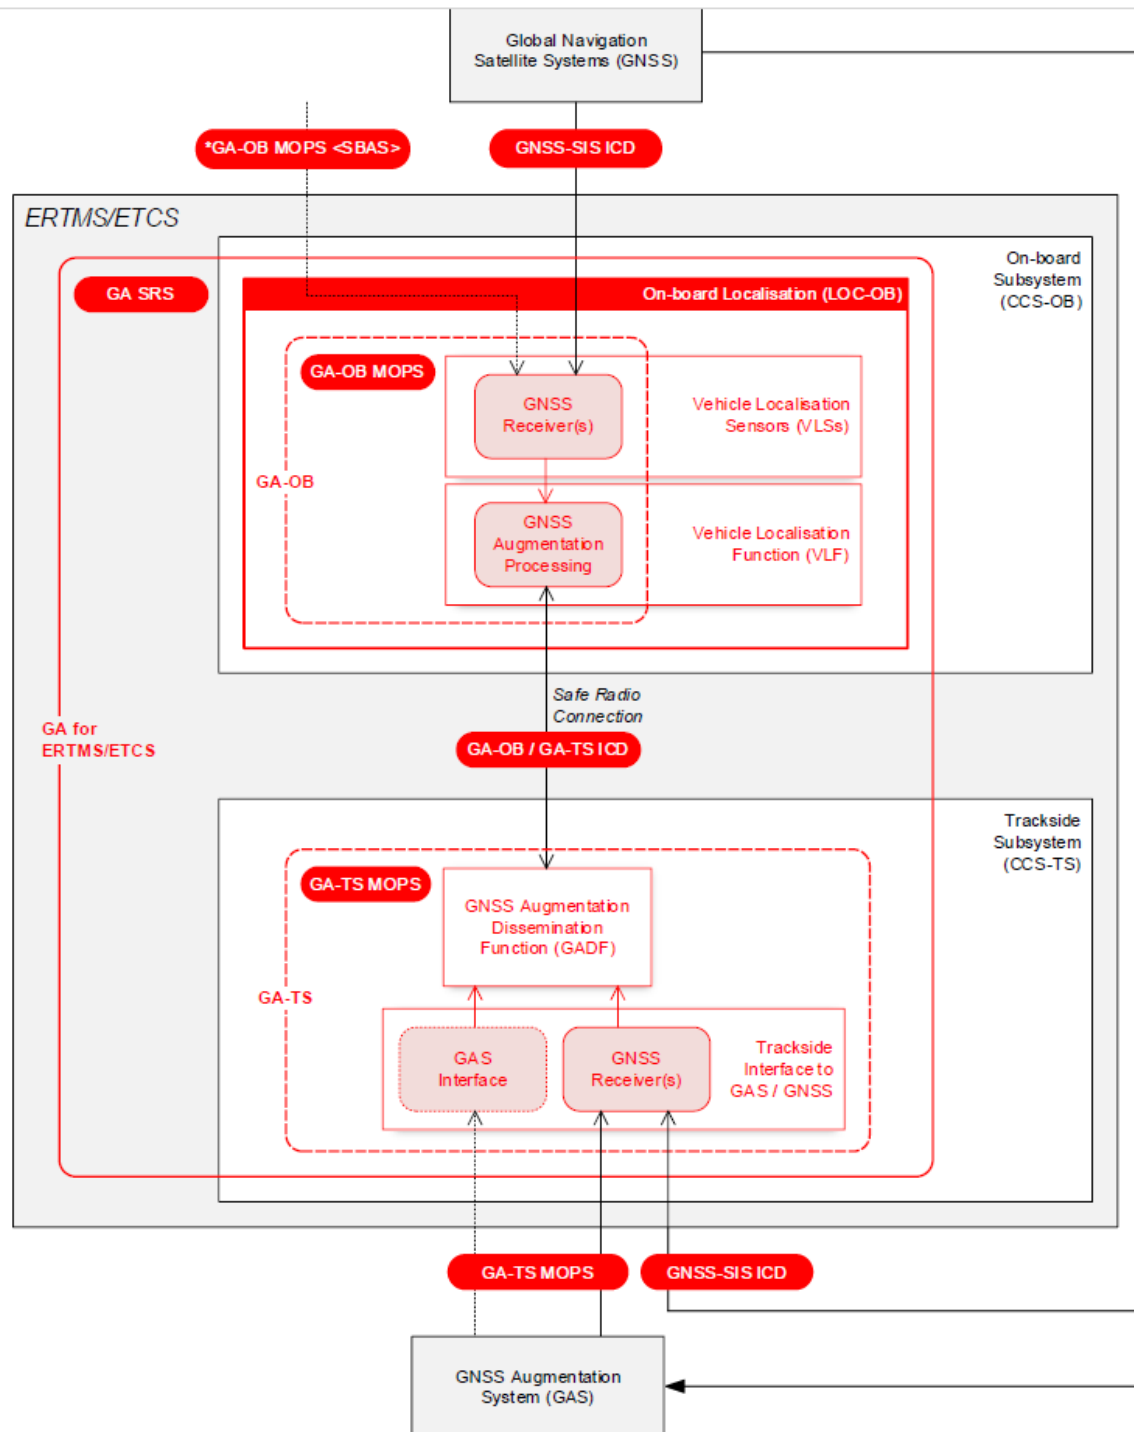 Global Navigation
Satellite Systems (GNSS)
*GA-OB MOPS <SBAS>
GNSS-SIS ICD
ERTMS/ETCS
On-board
Subsystem
(CCS-OB)
GA SRS
On-board Localisation (LOC-OB)
GA-OB MOPS
GNSS
Receiver(s)
Vehicle Localisation
Sensors (VLSs)
GA-OB
GNSS
Augmentation
Processing
Vehicle Localisation
Function (VLF)
Safe Radio
Connection
GA for
ERTMS/ETCS
GA-OB / GA-TS ICD
Trackside
Subsystem
(CCS-TS)
GA-TS MOPS
GNSS Augmentation
Dissemination
Function (GADF)
GA-TS
GAS
Interface
GNSS
Receiver(s)
Trackside
Interface to
GAS / GNSS
GA-TS MOPS
GNSS-SIS ICD
GNSS Augmentation
System (GAS)